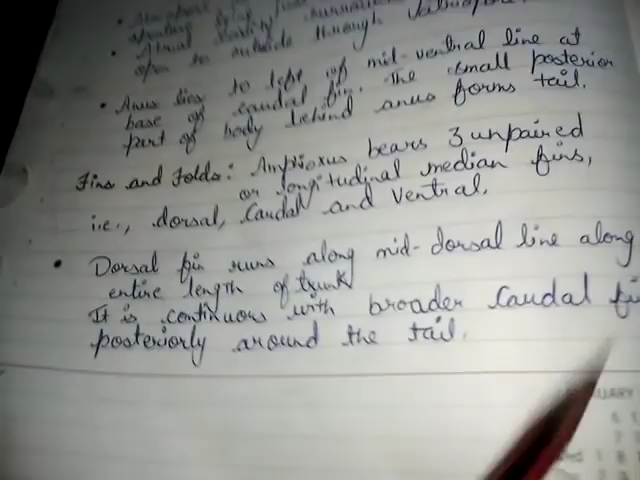 • Atrial
open to outside through
• Anus lies to left of mid-ventral line at
base of caudal fin. The small posterior
part of body behind anus forms tail.
Fins and Folds: Amphioxus bears 3 unpaired
or longitudinal median fins,
i.e., dorsal, Caudal and Ventral.
• Dorsal fin runs along mid-dorsal line along
entire length of trunk
It is continuous with broader Caudal
posteriorly around the tail.